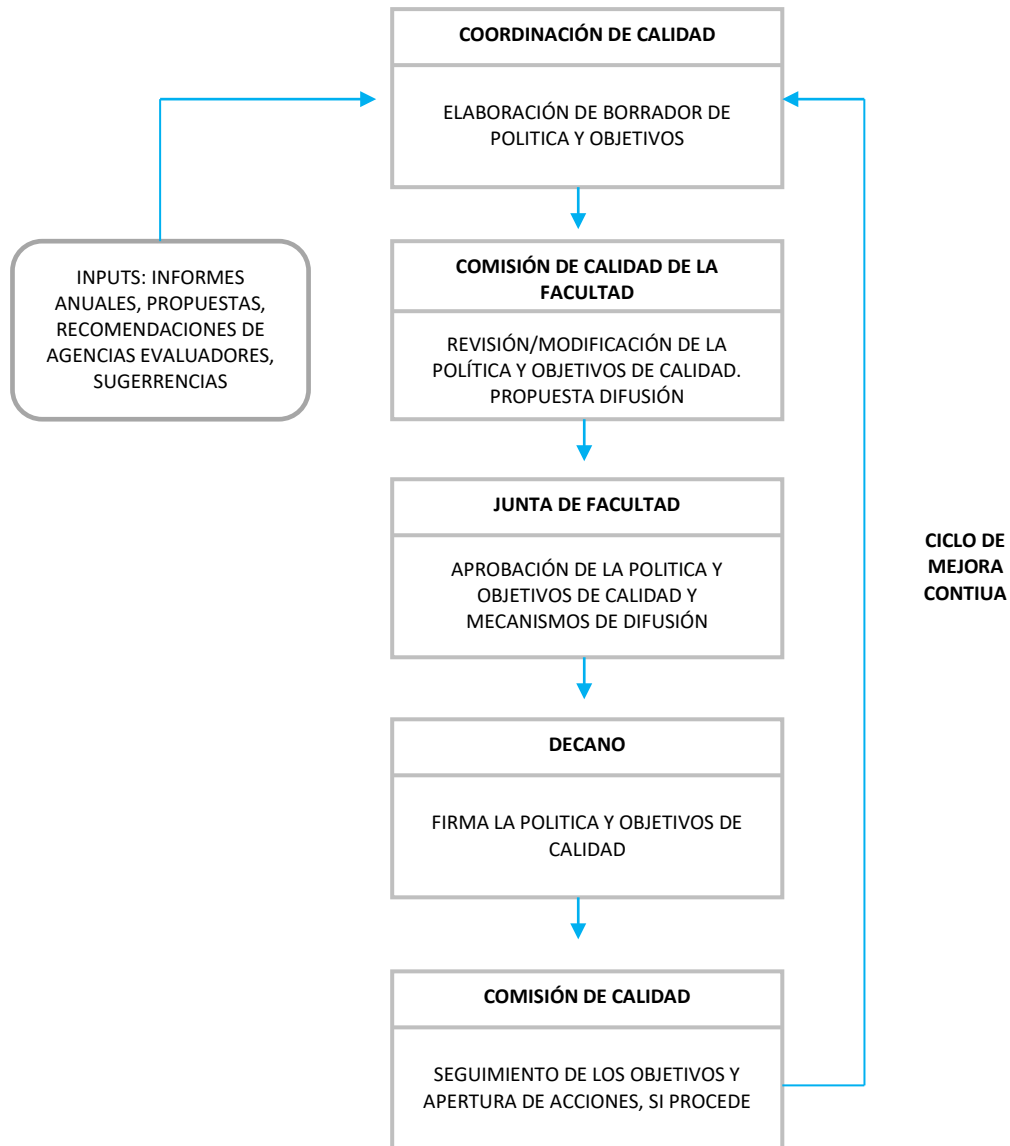 COORDINACIÓN DE CALIDAD
ELABORACIÓN DE BORRADOR DE
POLITICA Y OBJETIVOS
INPUTS: INFORMES
ANUALES, PROPUESTAS,
RECOMENDACIONES DE
AGENCIAS EVALUADORES,
SUGERRENCIAS
COMISIÓN DE CALIDAD DE LA
FACULTAD
REVISIÓN/MODIFICACIÓN DE LA
POLÍTICA Y OBJETIVOS DE CALIDAD.
PROPUESTA DIFUSIÓN
JUNTA DE FACULTAD
APROBACIÓN DE LA POLITICA Y
OBJETIVOS DE CALIDAD Y
MECANISMOS DE DIFUSIÓN
CICLO DE
MEJORA
CONTIUA
DECANO
FIRMA LA POLITICA Y OBJETIVOS DE
CALIDAD
COMISIÓN DE CALIDAD
SEGUIMIENTO DE LOS OBJETIVOS Y
APERTURA DE ACCIONES, SI PROCEDE